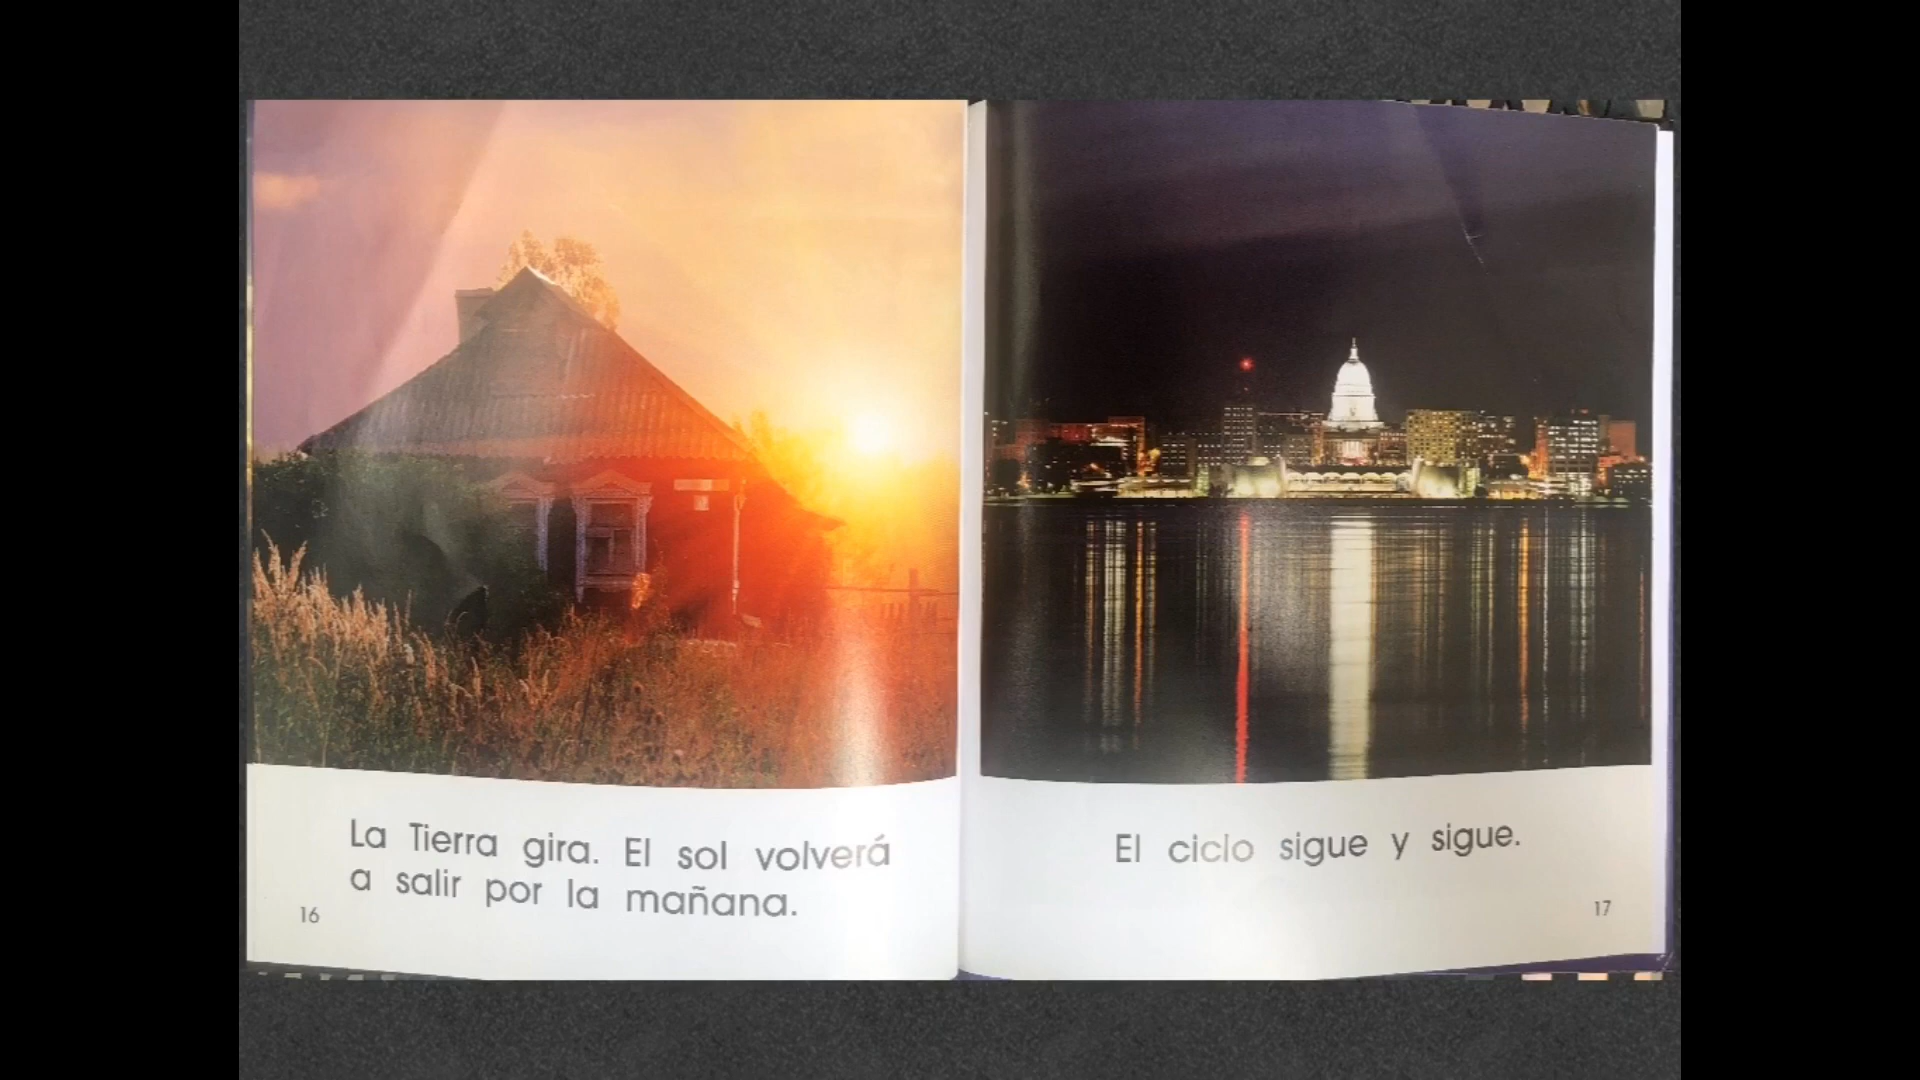 La Tierra gira. El sol volverá
a salir por la mañana.
16
El ciclo sigue y sigue.
17